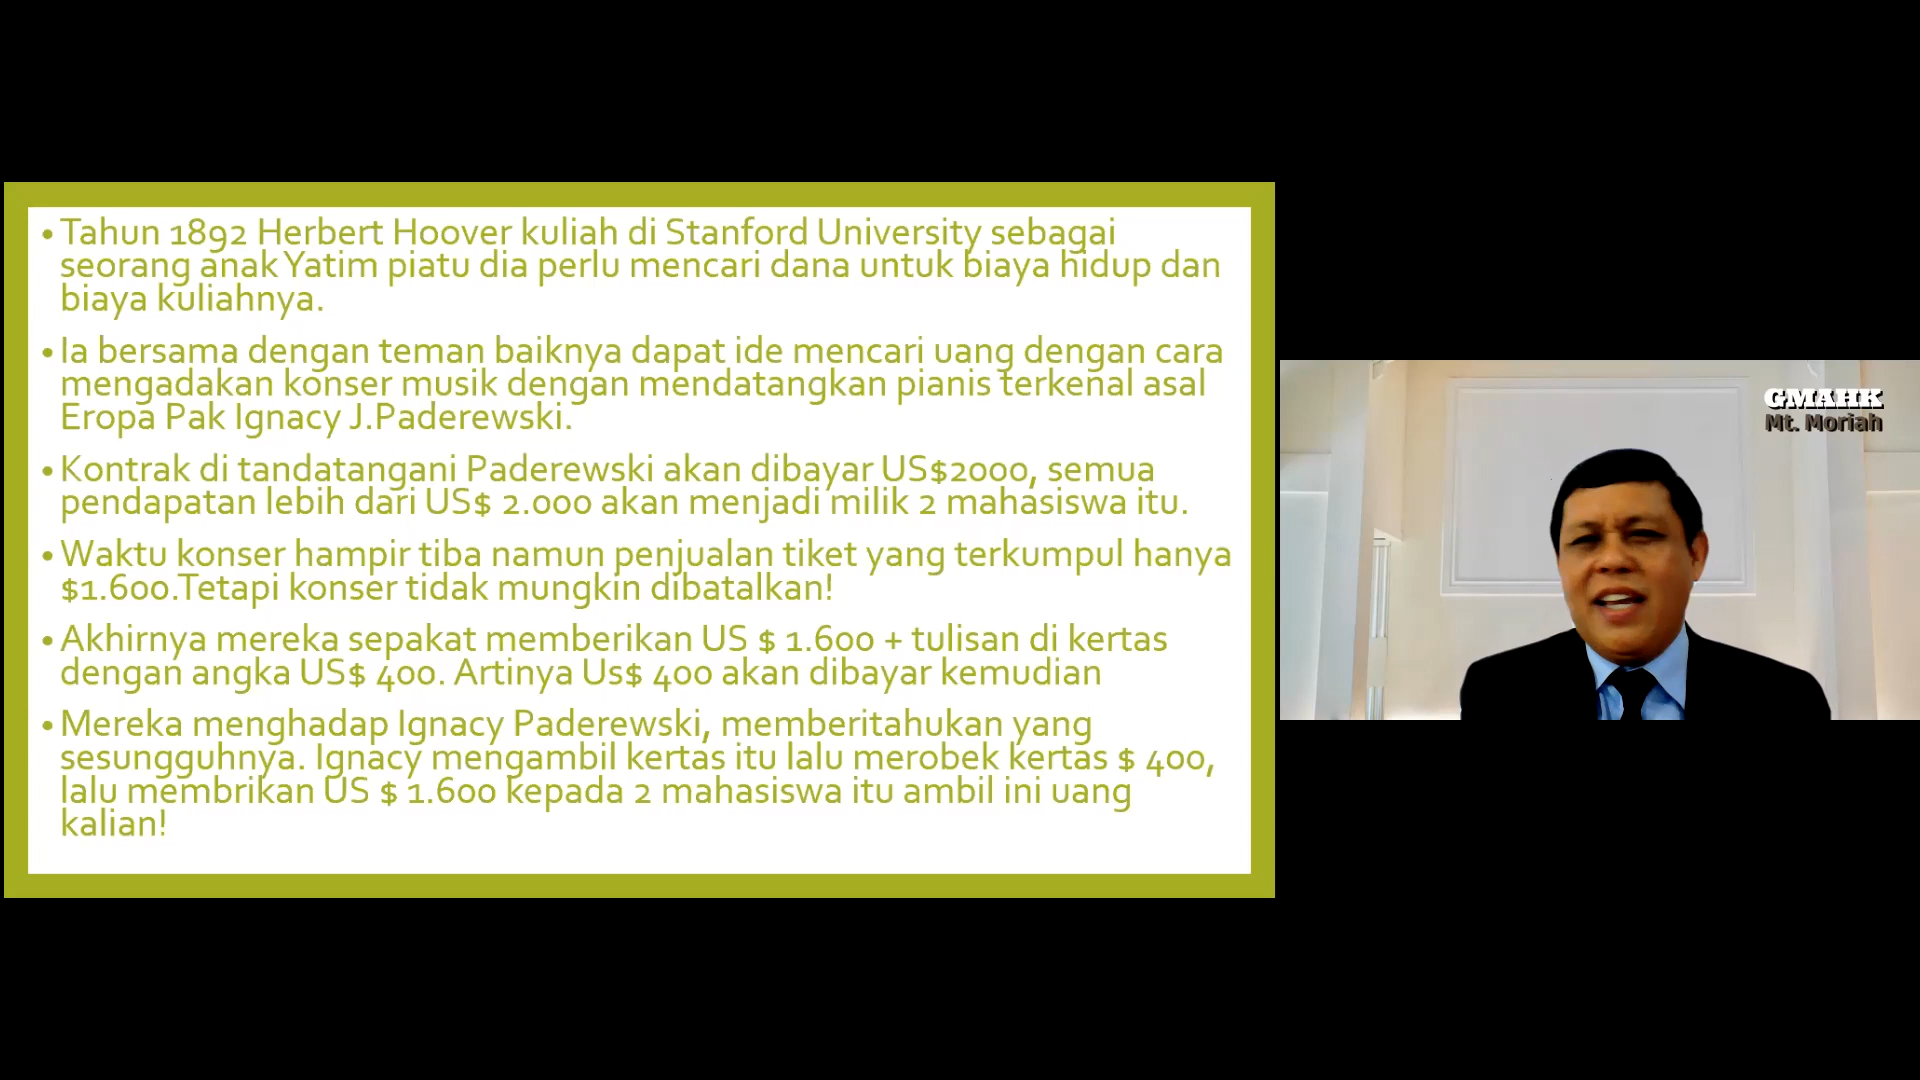 • Tahun 1892 Herbert Hoover kuliah di Stanford University sebagai
seorang anak Yatim piatu dia perlu mencari dana untuk biaya hidup dan
biaya kuliahnya.
• Ia bersama dengan teman baiknya dapat ide mencari uang dengan cara
mengadakan konser musik dengan mendatangkan pianis terkenal asal
Eropa Pak Ignacy J.Paderewski.
• Kontrak di tandatangani Paderewski akan dibayar US$2000, semua
pendapatan lebih dari US$ 2.000 akan menjadi milik 2 mahasiswa itu.
• Waktu konser hampir tiba namun penjualan tiket yang terkumpul hanya
$1.600.Tetapi konser tidak mungkin dibatalkan!
• Akhirnya mereka sepakat memberikan US $ 1.600 + tulisan di kertas
dengan angka US$ 400. Artinya Us$ 400 akan dibayar kemudian
• Mereka menghadap Ignacy Paderewski, memberitahukan yang
sesungguhnya. Ignacy mengambil kertas itu lalu merobek kertas $ 400,
lalu membrikan US $ 1.600 kepada 2 mahasiswa itu ambil ini uang
kalian!
GMAHK
Mt. Moriah